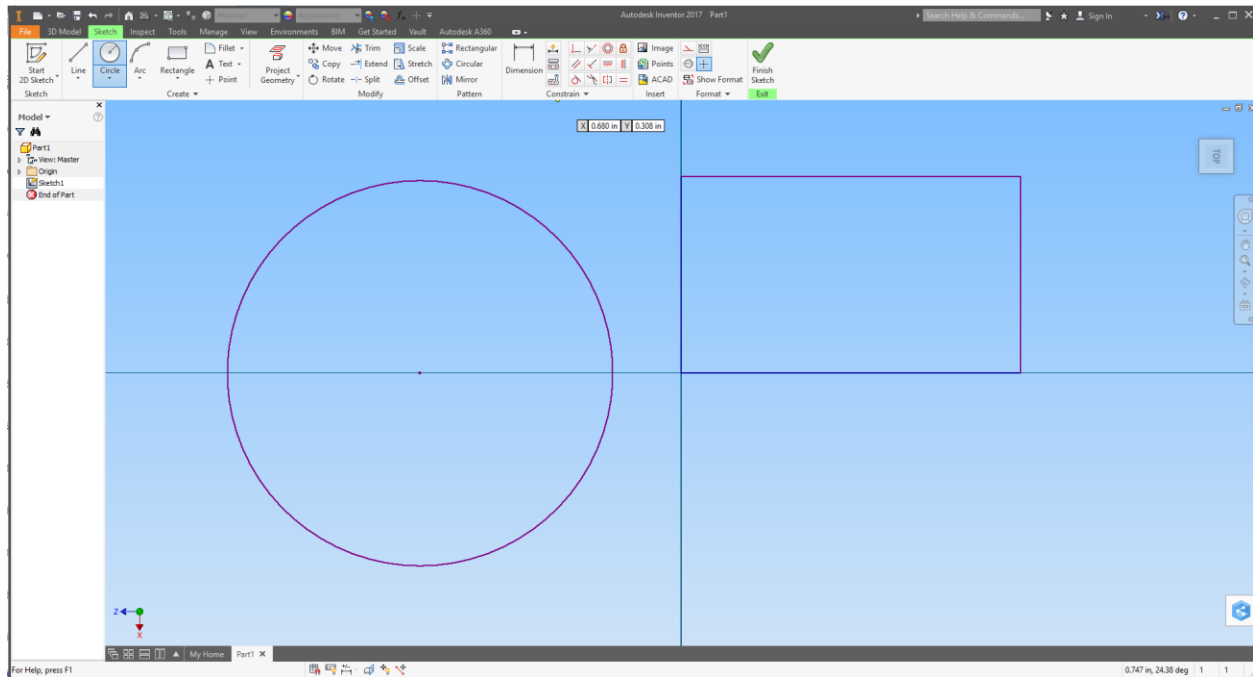 Material Appearance Autodesk Inventor 2017 Part1 Search Help & Commands... Sign In
File 3D Model Sketch Inspect Tools Manage View Environments BIM Get Started Vault Autodesk A360
Start 2D Sketch Line Circle Arc Rectangle Fillet Text Point Project Geometry Move Copy Rotate Trim Extend Split Scale Stretch Offset Rectangular Circular Mirror Dimension Image Points ACAD Show Format Finish Sketch
Sketch Create Modify Pattern Constrain Insert Format Exit
Model
Part1
View: Master
Origin
Sketch1
End of Part
X 0.680 in Y 0.308 in
TOP
Z
X
My Home Part1
For Help, press F1 0.747 in, 24.38 deg 1 1